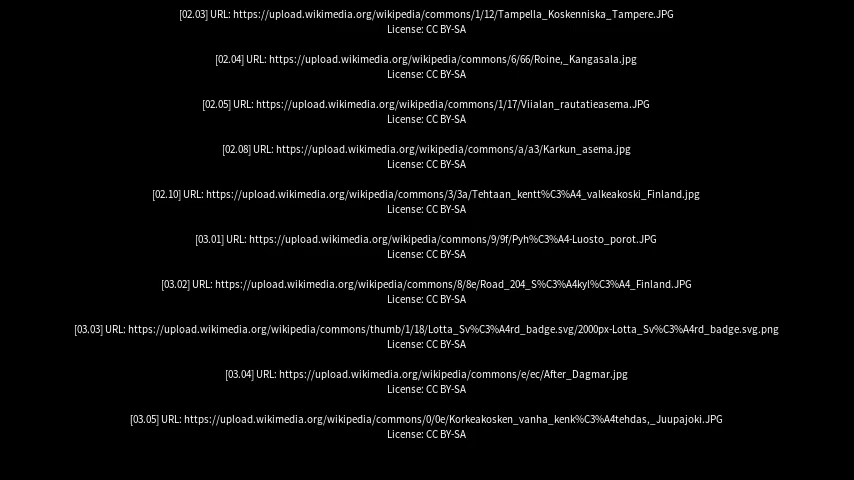 [02.03] URL: https://upload.wikimedia.org/wikipedia/commons/1/12/Tampella_Koskenniska_Tampere.JPG
License: CC BY-SA
[02.04] URL: https://upload.wikimedia.org/wikipedia/commons/6/66/Roine,_Kangasala.jpg
License: CC BY-SA
[02.05] URL: https://upload.wikimedia.org/wikipedia/commons/1/17/Viialan_rautatieasema.JPG
License: CC BY-SA
[02.08] URL: https://upload.wikimedia.org/wikipedia/commons/a/a3/Karkun_asema.jpg
License: CC BY-SA
[02.10] URL: https://upload.wikimedia.org/wikipedia/commons/3/3a/Tehtaan_kentt%C3%A4_valkeakoski_Finland.jpg
License: CC BY-SA
[03.01] URL: https://upload.wikimedia.org/wikipedia/commons/9/9f/Pyh%C3%A4-Luosto_porot.JPG
License: CC BY-SA
[03.02] URL: https://upload.wikimedia.org/wikipedia/commons/8/8e/Road_204_S%C3%A4kyl%C3%A4_Finland.JPG
License: CC BY-SA
[03.03] URL: https://upload.wikimedia.org/wikipedia/commons/thumb/1/18/Lotta_Sv%C3%A4rd_badge.svg/2000px-Lotta_Sv%C3%A4rd_badge.svg.png
License: CC BY-SA
[03.04] URL: https://upload.wikimedia.org/wikipedia/commons/e/ec/After_Dagmar.jpg
License: CC BY-SA
[03.05] URL: https://upload.wikimedia.org/wikipedia/commons/0/0e/Korkeakosken_vanha_kenk%C3%A4tehdas,_Juupajoki.JPG
License: CC BY-SA